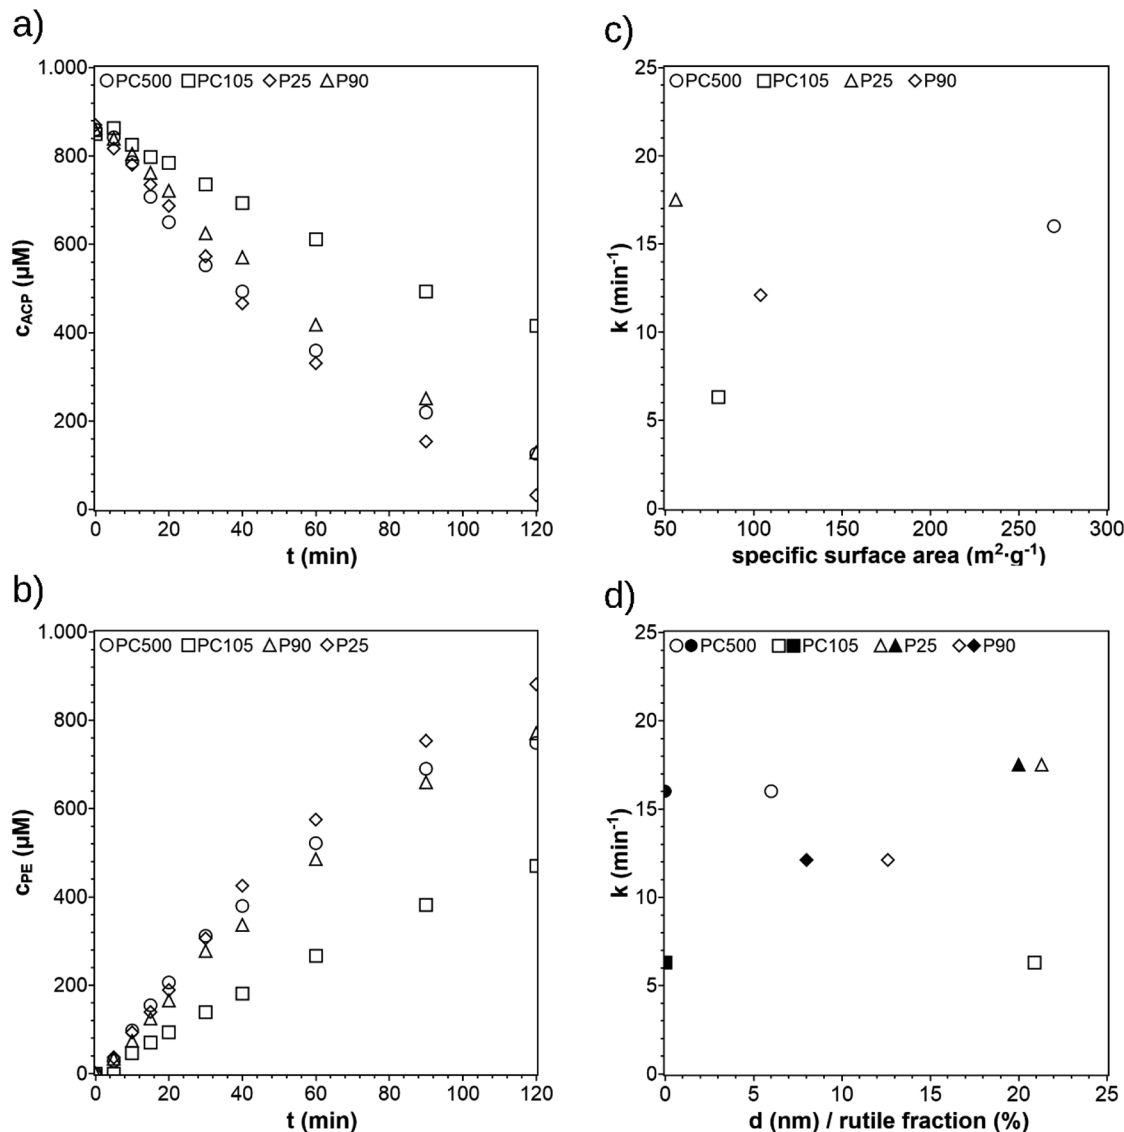 a)
1.000
PC500 PC105 P25 P90
800
600
400
200
0
c_ACP (µM)
0 20 40 60 80 100 120
t (min)
c)
25
PC500 PC105 P25 P90
20
15
10
5
0
k (min⁻¹)
50 100 150 200 250 300
specific surface area (m²·g⁻¹)
b)
1.000
PC500 PC105 P90 P25
800
600
400
200
0
c_PE (µM)
0 20 40 60 80 100 120
t (min)
d)
25
PC500 PC105 P25 P90
20
15
10
5
0
k (min⁻¹)
0 5 10 15 20 25
d (nm) / rutile fraction (%)